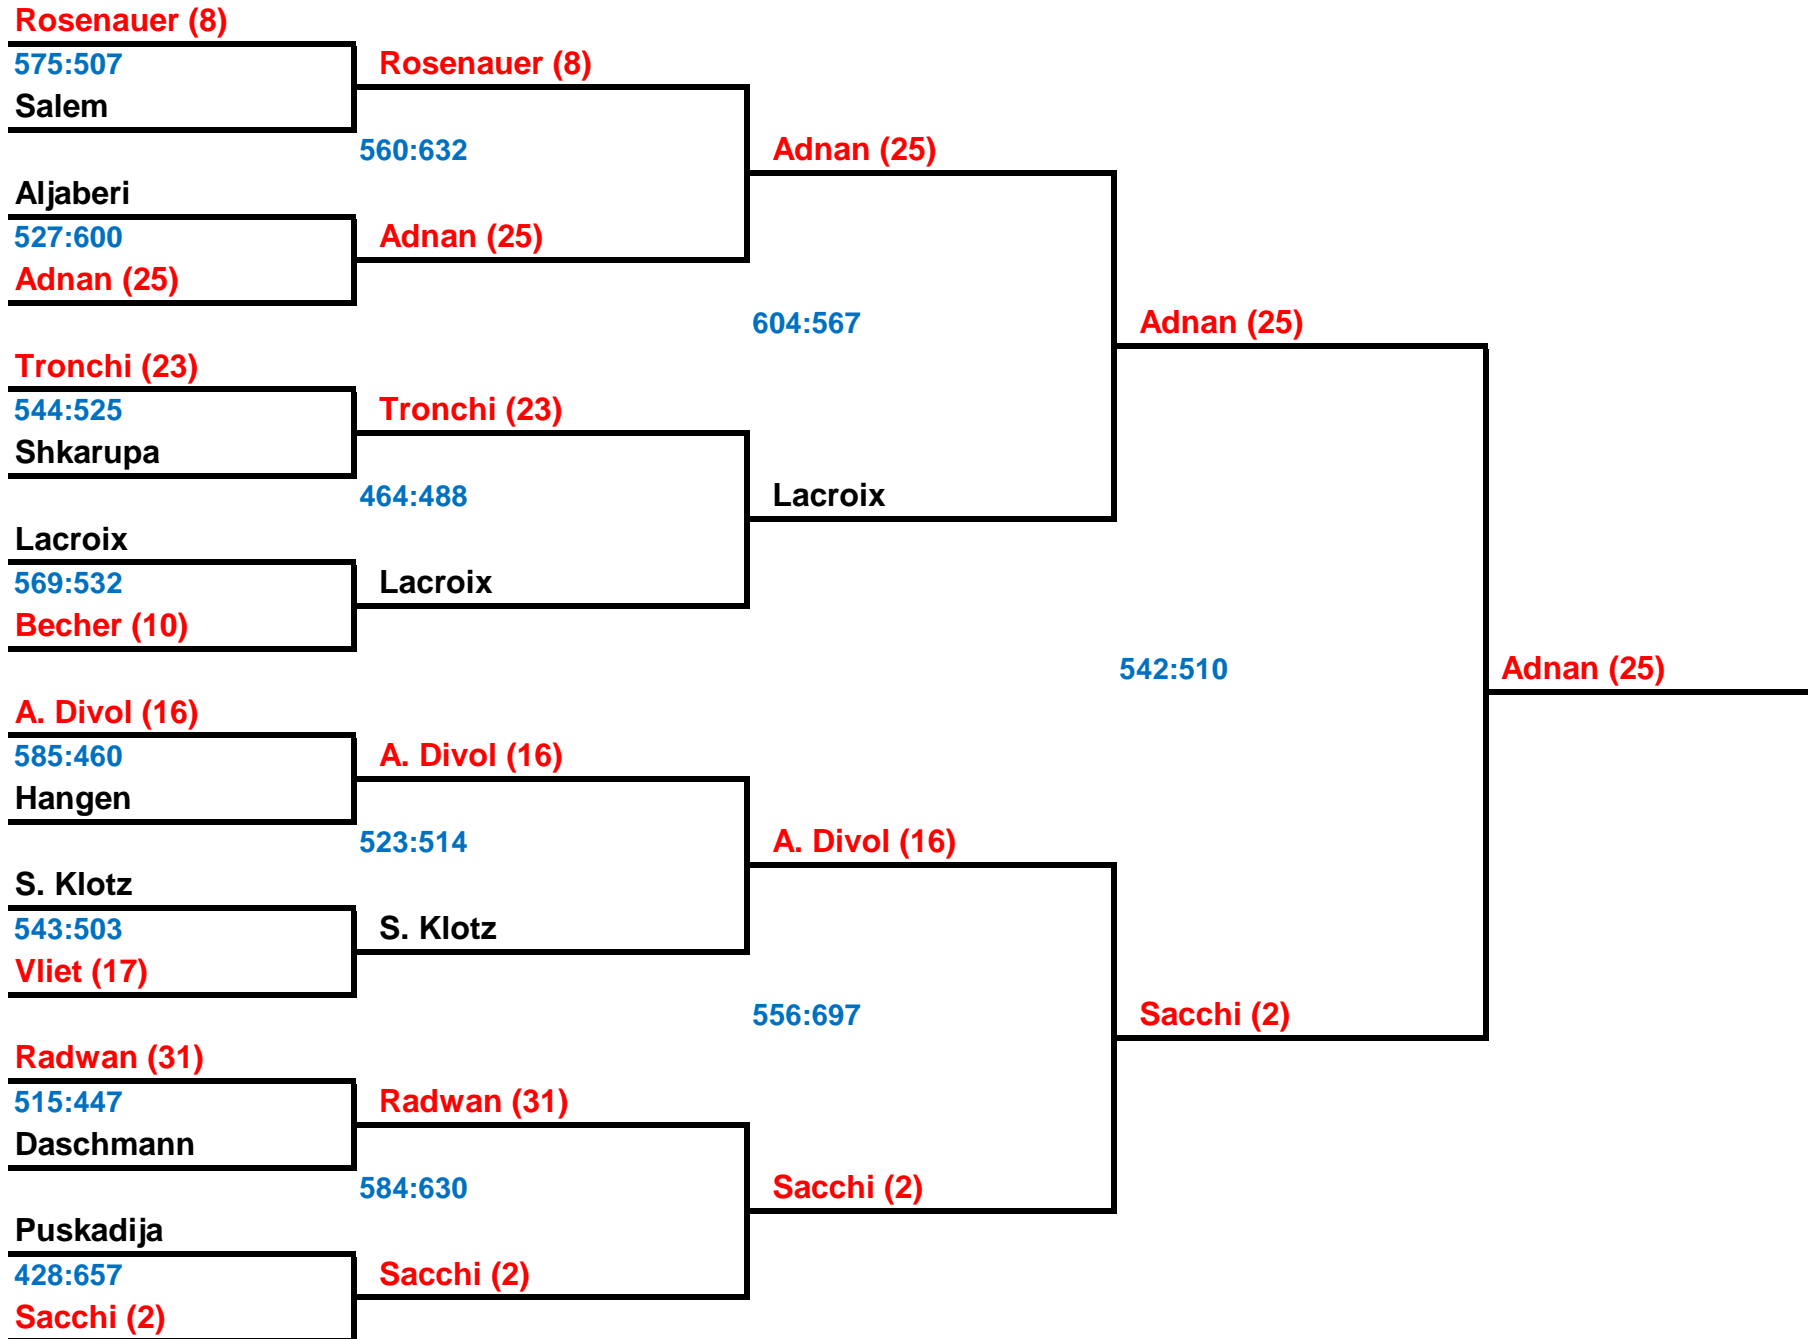 Rosenauer (8)
575:507
Salem
Rosenauer (8)
560:632
Aljaberi
527:600
Adnan (25)
Adnan (25)
Adnan (25)
604:567
Tronchi (23)
544:525
Shkarupa
Tronchi (23)
464:488
Lacroix
569:532
Becher (10)
Lacroix
Lacroix
Adnan (25)
542:510
A. Divol (16)
585:460
Hangen
A. Divol (16)
523:514
S. Klotz
543:503
Vliet (17)
S. Klotz
A. Divol (16)
556:697
Radwan (31)
515:447
Daschmann
Radwan (31)
584:630
Puskadija
428:657
Sacchi (2)
Sacchi (2)
Sacchi (2)
Sacchi (2)
Adnan (25)